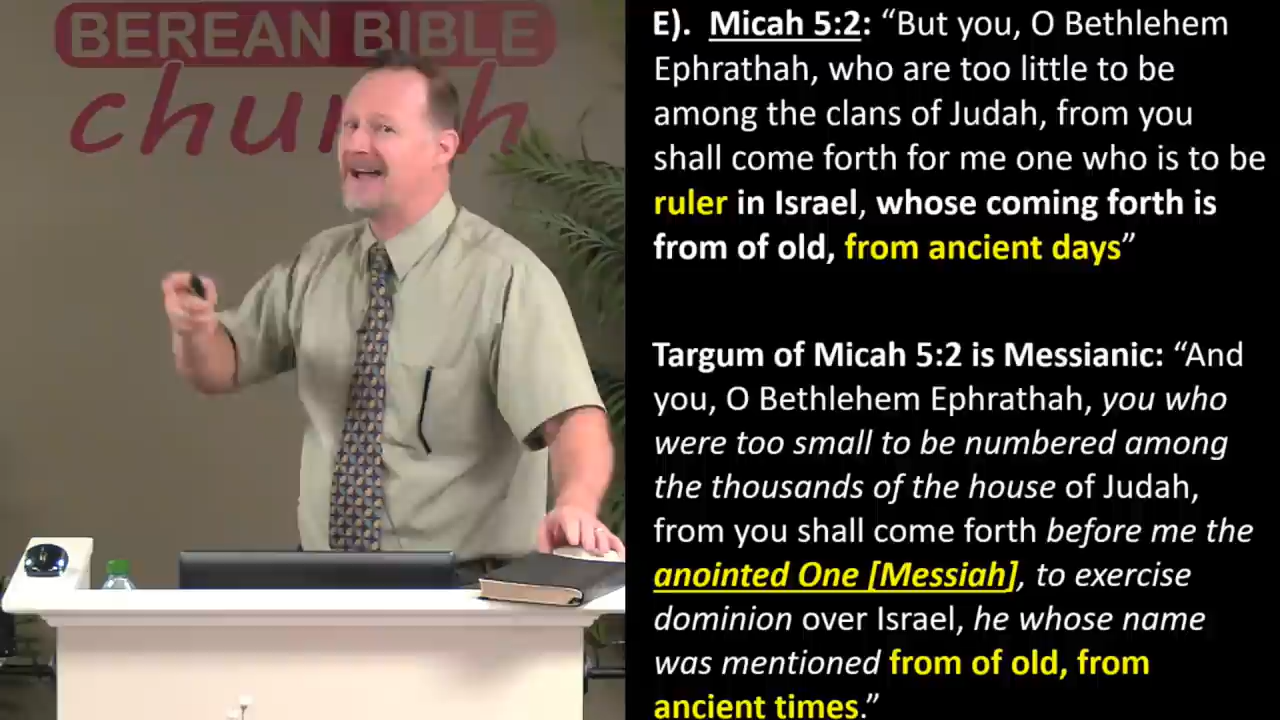 BEREAN BIBLE
church
E). Micah 5:2: “But you, O Bethlehem
Ephrathah, who are too little to be
among the clans of Judah, from you
shall come forth for me one who is to be
ruler in Israel, whose coming forth is
from of old, from ancient days”
Targum of Micah 5:2 is Messianic: “And
you, O Bethlehem Ephrathah, you who
were too small to be numbered among
the thousands of the house of Judah,
from you shall come forth before me the
anointed One [Messiah], to exercise
dominion over Israel, he whose name
was mentioned from of old, from
ancient times.”